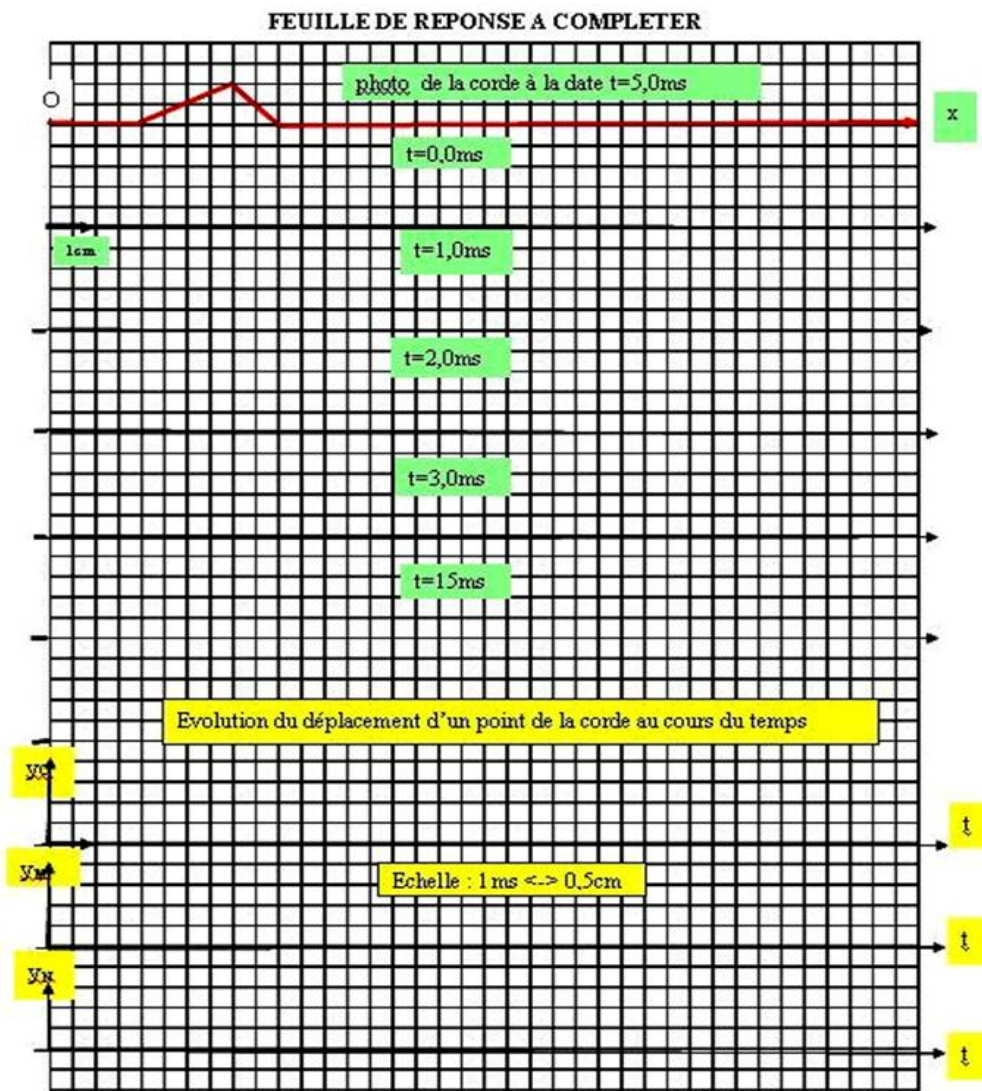 FEUILLE DE REPONSE A COMPLETER
photo de la corde à la date t=5,0ms
O
x
t=0,0ms
1cm
t=1,0ms
t=2,0ms
t=3,0ms
t=15ms
Evolution du déplacement d'un point de la corde au cours du temps
t
Echelle : 1ms <-> 0,5cm
yM
t
yN
t